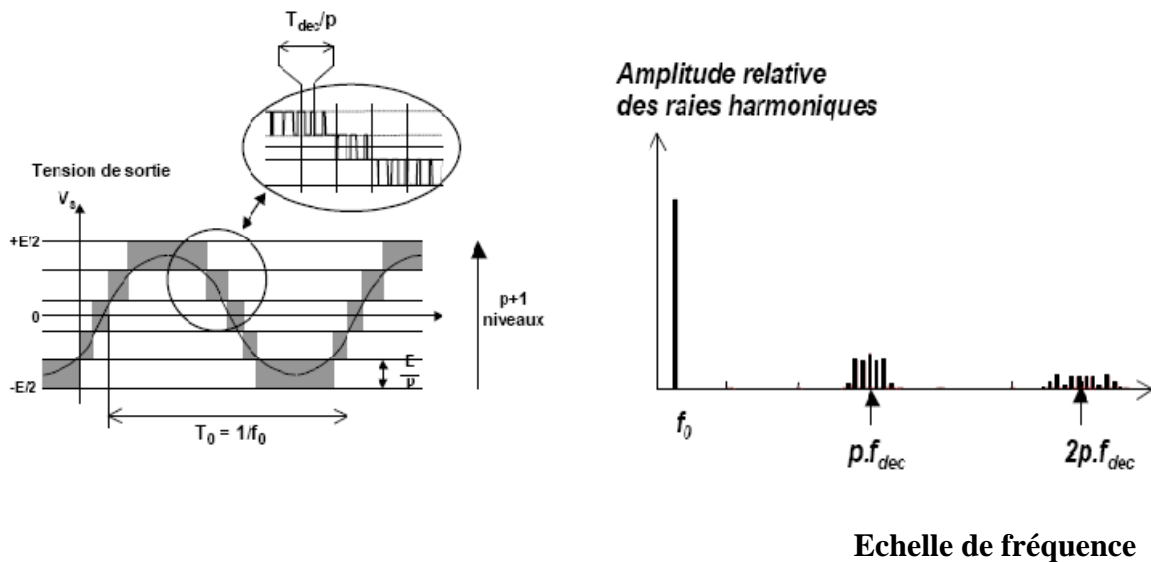 T_dec/p
Tension de sortie
V_s
+E/2
0
-E/2
p+1
niveaux
E
p
T_0 = 1/f_0
Amplitude relative
des raies harmoniques
f_0
p.f_dec
2p.f_dec
Echelle de fréquence